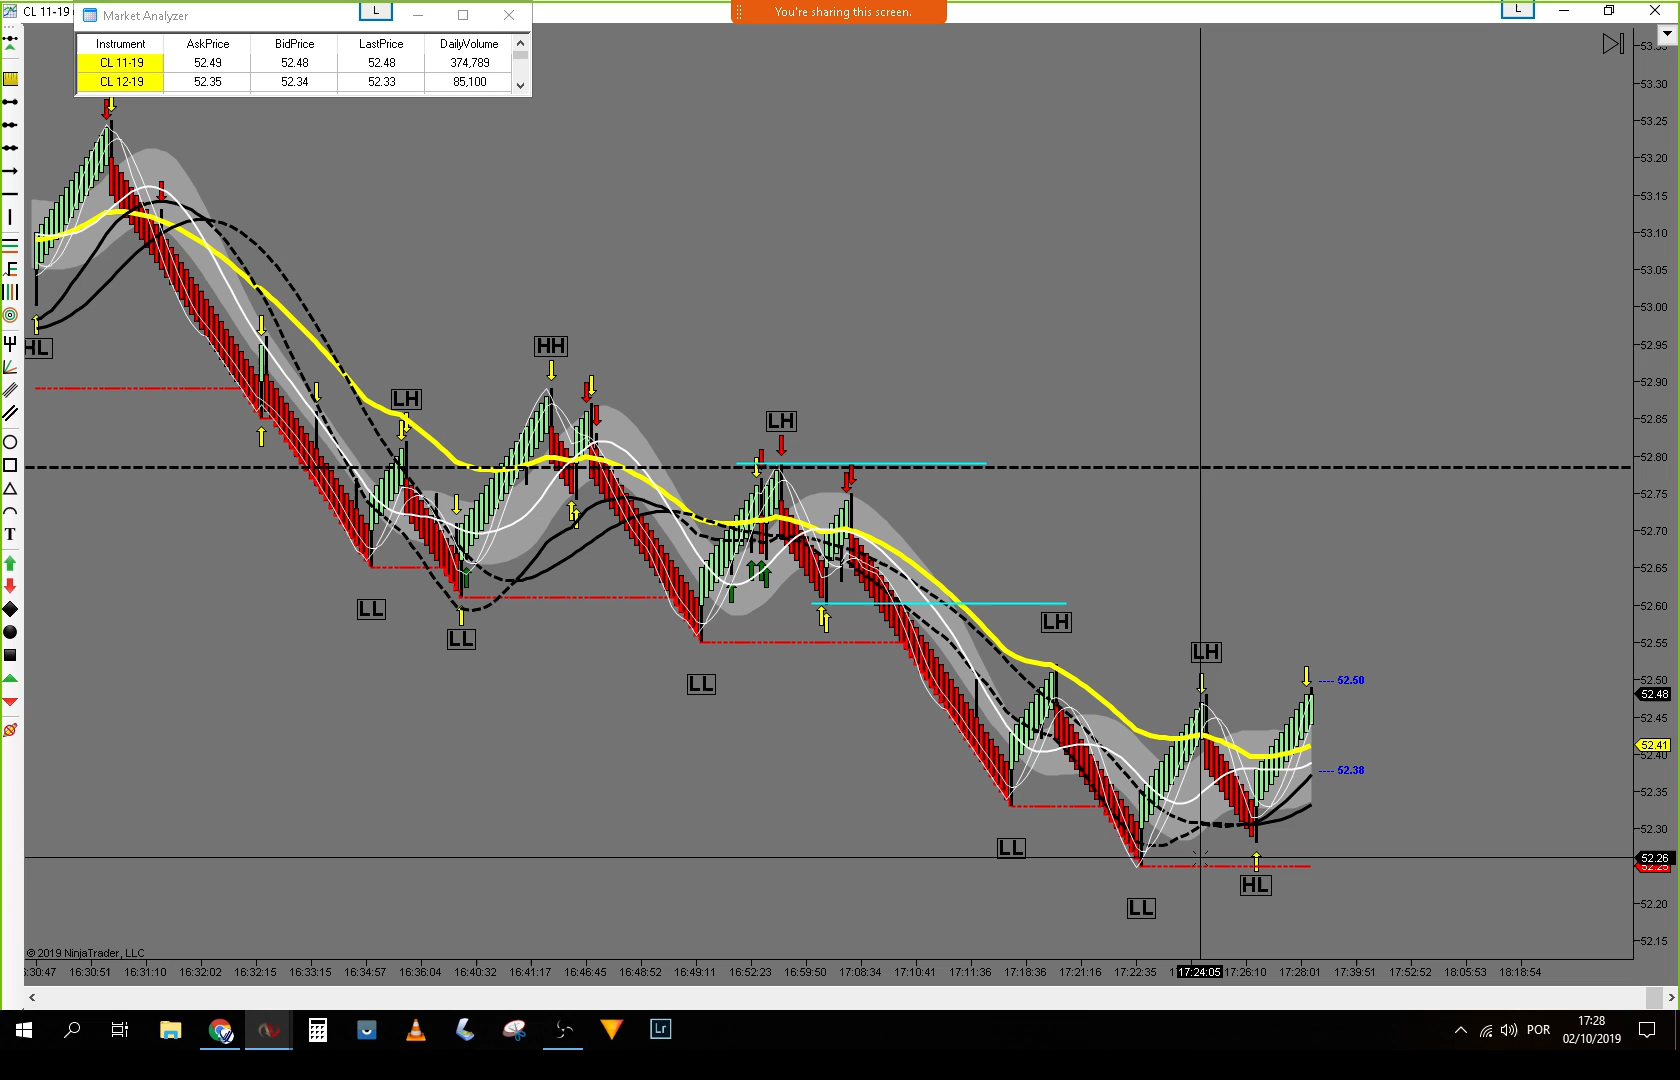 CL 11-19
Market Analyzer
L
You're sharing this screen.
L
Instrument AskPrice BidPrice LastPrice DailyVolume
CL 11-19 52.49 52.48 52.48 374,789
CL 12-19 52.35 52.34 52.33 85,100
53.30
53.25
53.20
53.15
53.10
53.05
53.00
52.95
52.90
52.85
52.80
52.75
52.70
52.65
52.60
52.55
52.50
52.48
52.45
52.41
52.40
52.35
52.30
52.26
52.25
52.20
52.15
HL
HH
LH
LH
LL
LH
LL
LH
LL
52.50
52.38
LL
HL
LL
F
T
© 2019 NinjaTrader, LLC
:30:47 16:30:51 16:31:10 16:32:02 16:32:15 16:33:15 16:34:57 16:36:04 16:40:32 16:41:17 16:46:45 16:48:52 16:49:11 16:52:23 16:59:50 17:08:34 17:10:41 17:11:36 17:18:36 17:21:16 17:22:35 17:24:05 17:26:10 17:28:01 17:39:51 17:52:52 18:05:53 18:18:54
Lr
POR
17:28
02/10/2019